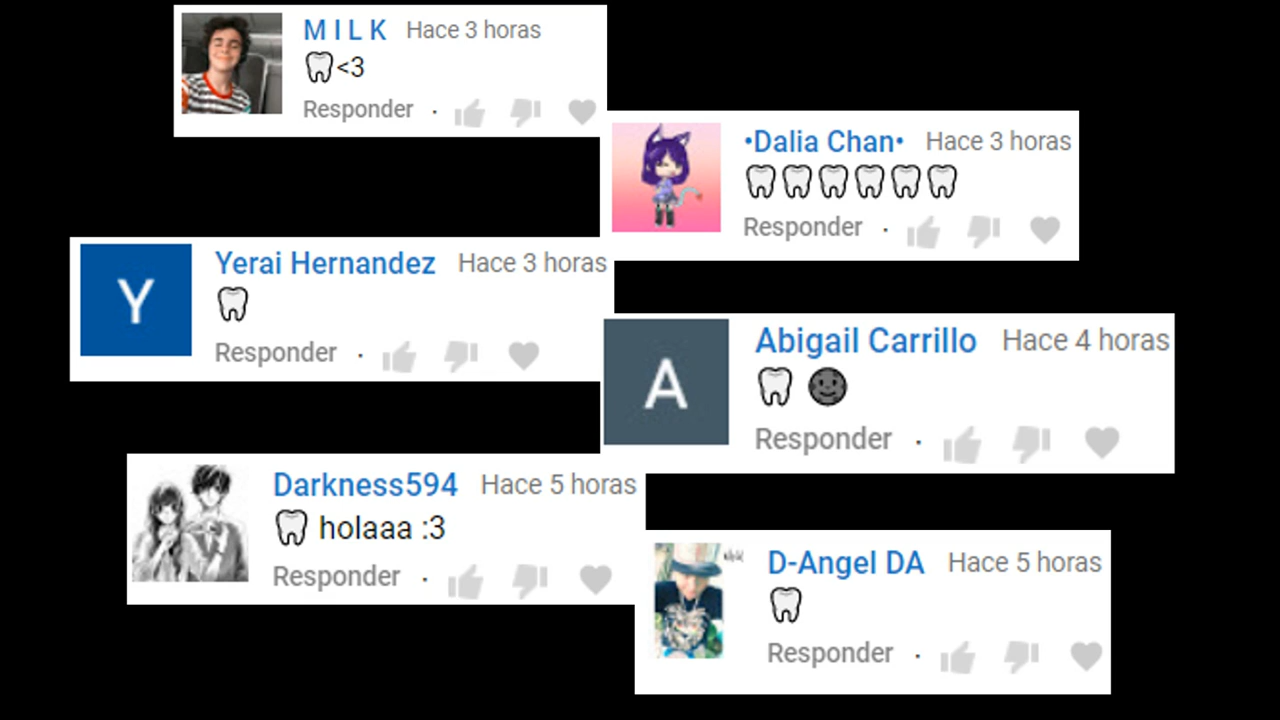 M I L K Hace 3 horas
🦷<3
Responder ·
•Dalia Chan• Hace 3 horas
🦷🦷🦷🦷🦷🦷
Responder ·
Y
Yerai Hernandez Hace 3 horas
🦷
Responder ·
A
Abigail Carrillo Hace 4 horas
🦷 🌚
Responder ·
Darkness594 Hace 5 horas
🦷 holaaa :3
Responder ·
D-Angel DA Hace 5 horas
🦷
Responder ·